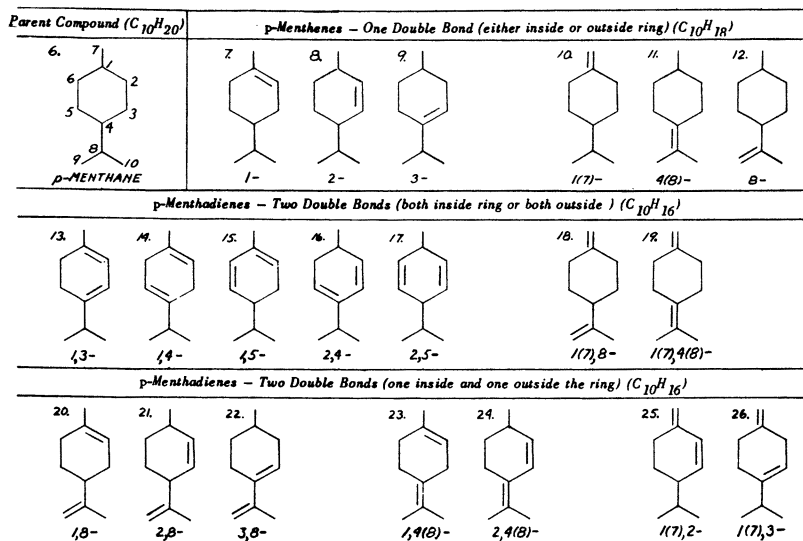 Parent Compound (C10H20)
p-Menthenes – One Double Bond (either inside or outside ring) (C10H18)
6. 7 7. 8. 9. 10. 11. 12.
1
6 2
5 3
4
8
9 10
p-MENTHANE 1- 2- 3- 1(7)- 4(8)- 8-
p-Menthadienes – Two Double Bonds (both inside ring or both outside ) (C10H16)
13. 14. 15. 16. 17. 18. 19.
1,3- 1,4- 1,5- 2,4- 2,5- 1(7),8- 1(7),4(8)-
p-Menthadienes – Two Double Bonds (one inside and one outside the ring) (C10H16)
20. 21. 22. 23. 24. 25. 26.
1,8- 2,8- 3,8- 1,4(8)- 2,4(8)- 1(7),2- 1(7),3-